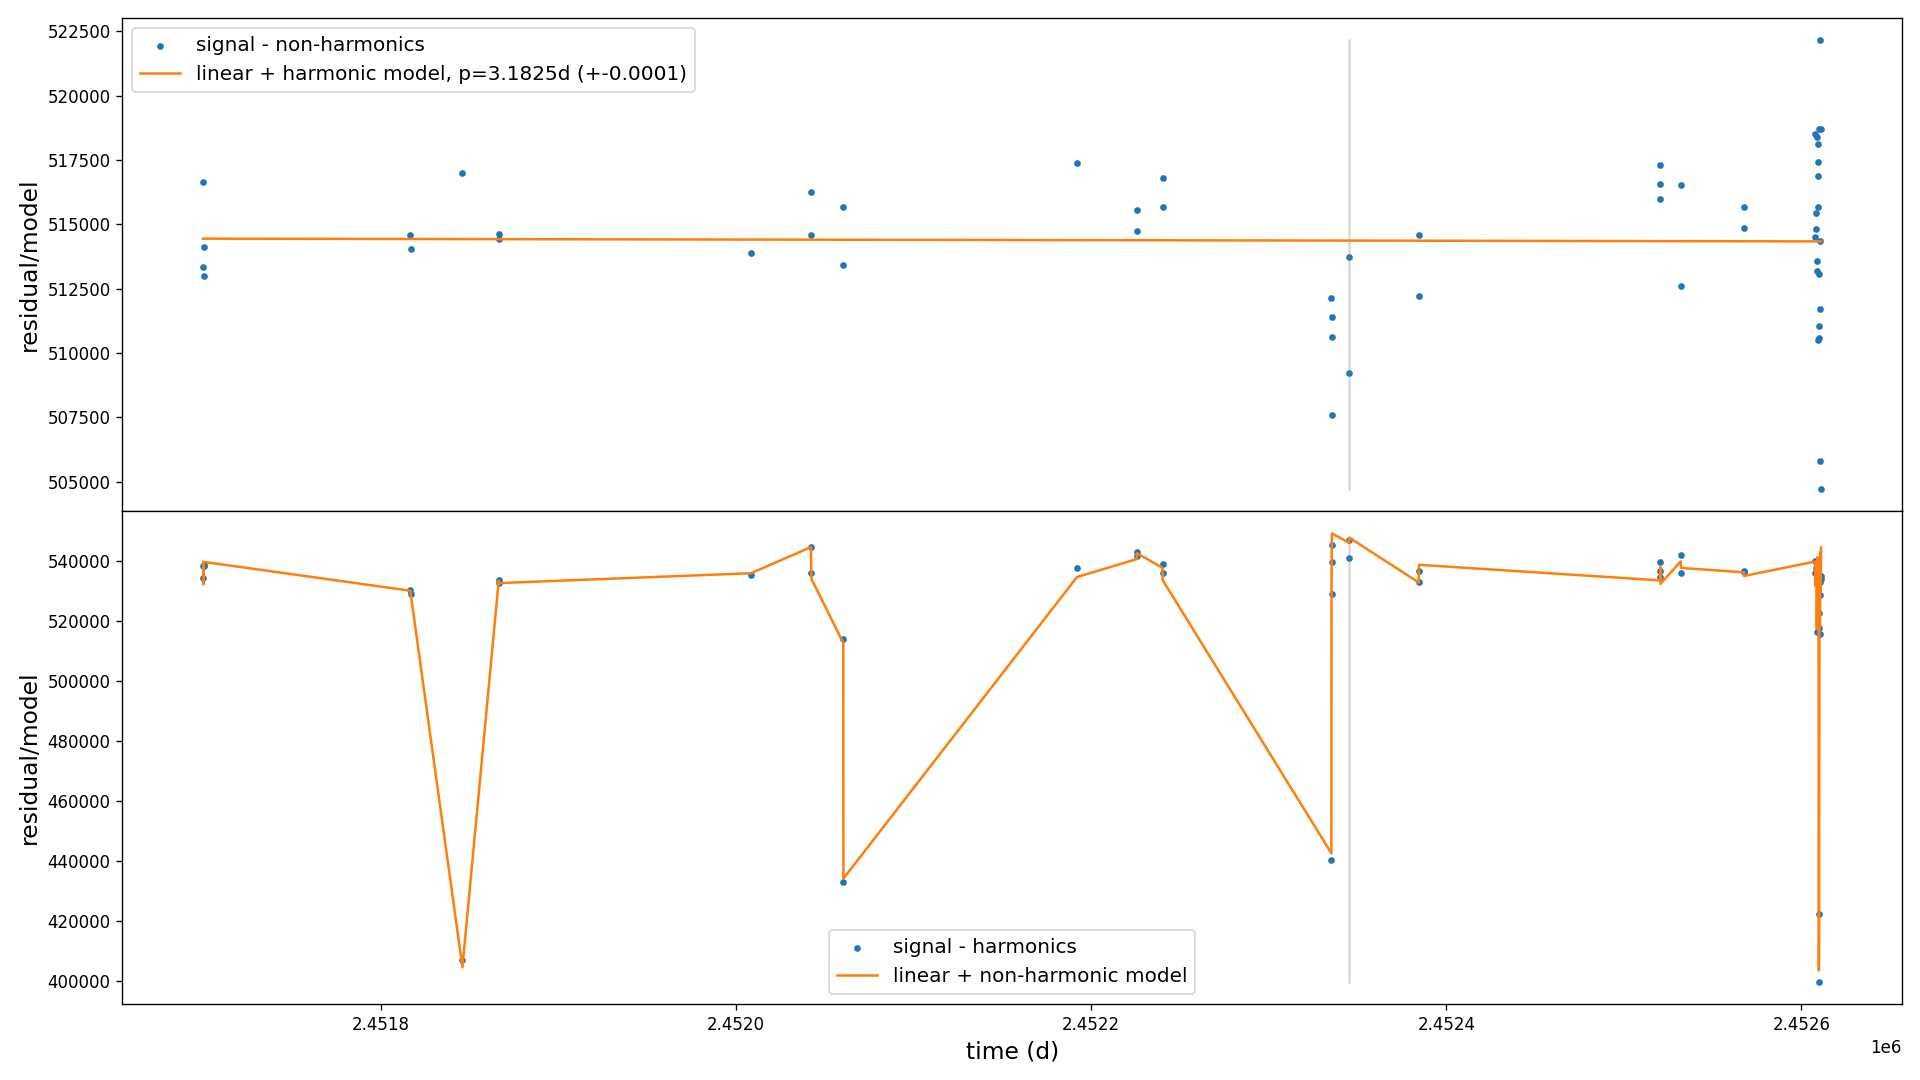 signal - non-harmonics
linear + harmonic model, p=3.1825d (+-0.0001)
residual/model
522500
520000
517500
515000
512500
510000
507500
505000
residual/model
540000
520000
500000
480000
460000
440000
420000
400000
signal - harmonics
linear + non-harmonic model
2.4518
2.4520
2.4522
2.4524
2.4526
1e6
time (d)